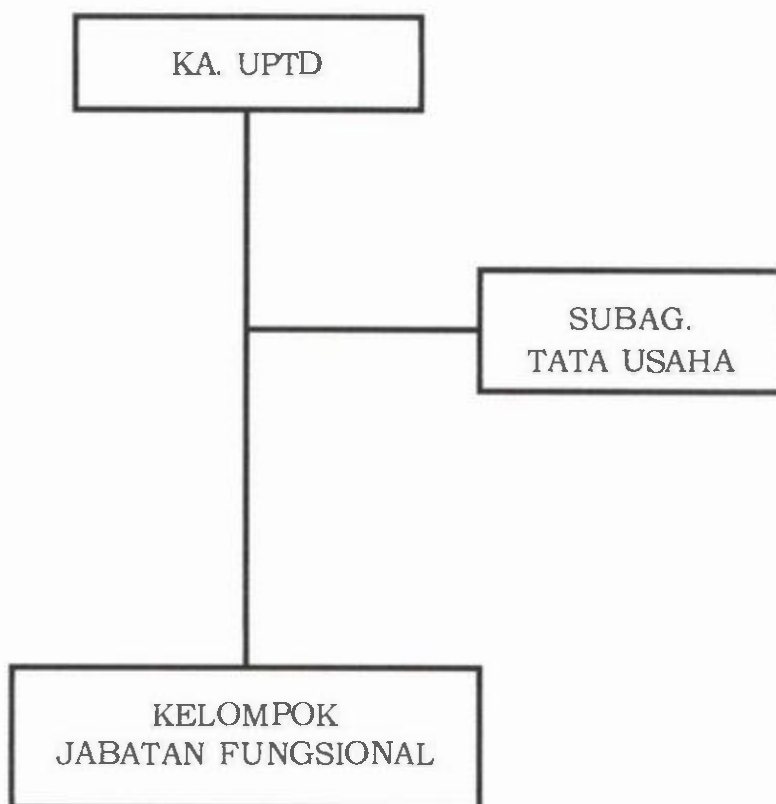 KA. UPTD
SUBAG.
TATA USAHA
KELOMPOK
JABATAN FUNGSIONAL